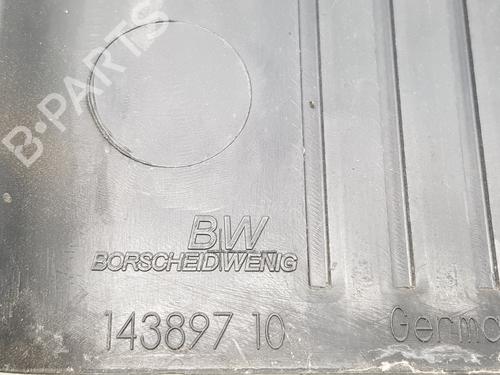 B-PARTS
BW
BORSCHEIDWENIG
143897 10
Germa